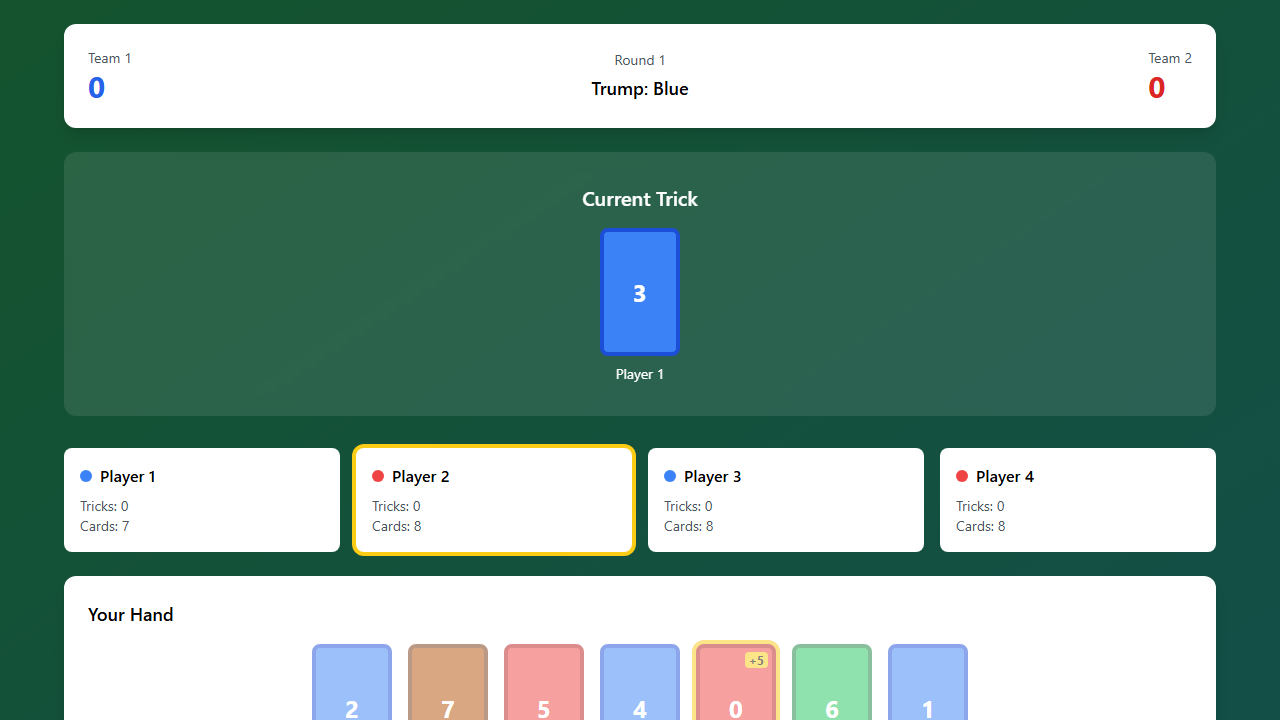 Team 1
0
Round 1
Trump: Blue
Team 2
0
Current Trick
3
Player 1
Player 1
Tricks: 0
Cards: 7
Player 2
Tricks: 0
Cards: 8
Player 3
Tricks: 0
Cards: 8
Player 4
Tricks: 0
Cards: 8
Your Hand
2
7
5
4
+5
0
6
1